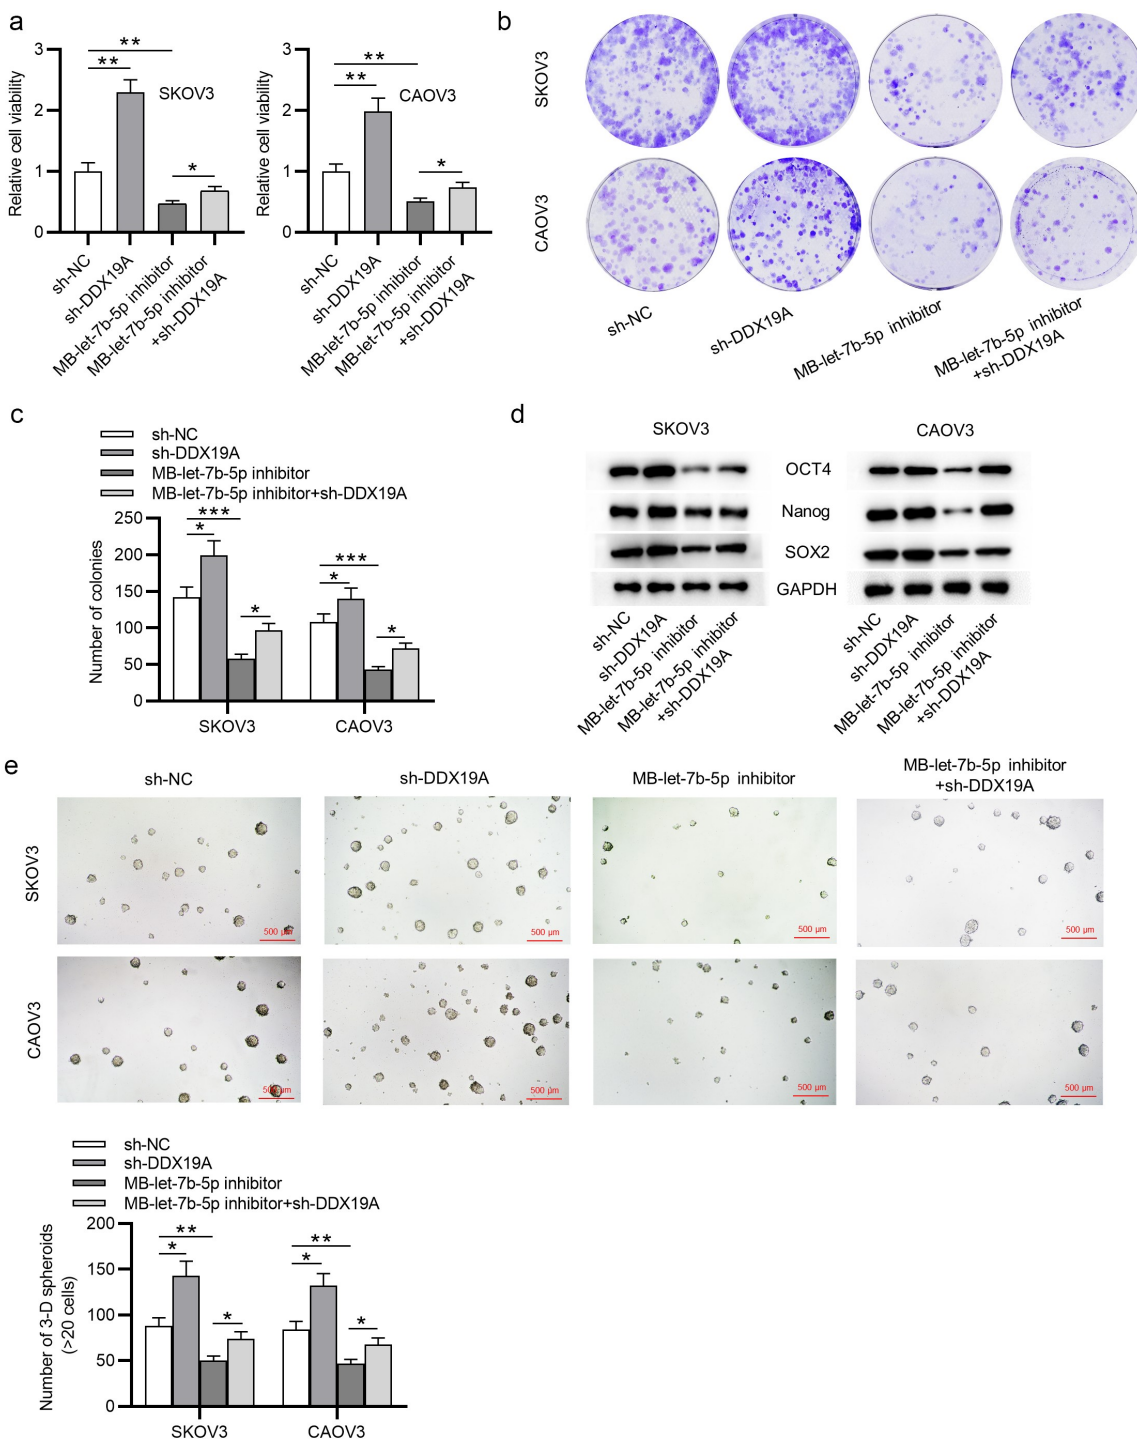 a
3
2
1
0
Relative cell viability
SKOV3
**
**
*
sh-NC
sh-DDX19A
MB-let-7b-5p inhibitor
MB-let-7b-5p inhibitor
+sh-DDX19A
3
2
1
0
Relative cell viability
CAOV3
**
**
*
sh-NC
sh-DDX19A
MB-let-7b-5p inhibitor
MB-let-7b-5p inhibitor
+sh-DDX19A
b
SKOV3
CAOV3
sh-NC
sh-DDX19A
MB-let-7b-5p inhibitor
MB-let-7b-5p inhibitor
+sh-DDX19A
c
sh-NC
sh-DDX19A
MB-let-7b-5p inhibitor
MB-let-7b-5p inhibitor+sh-DDX19A
250
200
150
100
50
0
Number of colonies
***
*
*
***
*
*
SKOV3
CAOV3
d
SKOV3
CAOV3
OCT4
Nanog
SOX2
GAPDH
sh-NC
sh-DDX19A
MB-let-7b-5p inhibitor
MB-let-7b-5p inhibitor
+sh-DDX19A
sh-NC
sh-DDX19A
MB-let-7b-5p inhibitor
MB-let-7b-5p inhibitor
+sh-DDX19A
e
sh-NC
sh-DDX19A
MB-let-7b-5p inhibitor
MB-let-7b-5p inhibitor
+sh-DDX19A
SKOV3
500 µm
500 µm
500 µm
500 µm
CAOV3
500 µm
500 µm
500 µm
500 µm
sh-NC
sh-DDX19A
MB-let-7b-5p inhibitor
MB-let-7b-5p inhibitor+sh-DDX19A
200
150
100
50
0
Number of 3-D spheroids
(>20 cells)
**
*
*
**
*
*
SKOV3
CAOV3